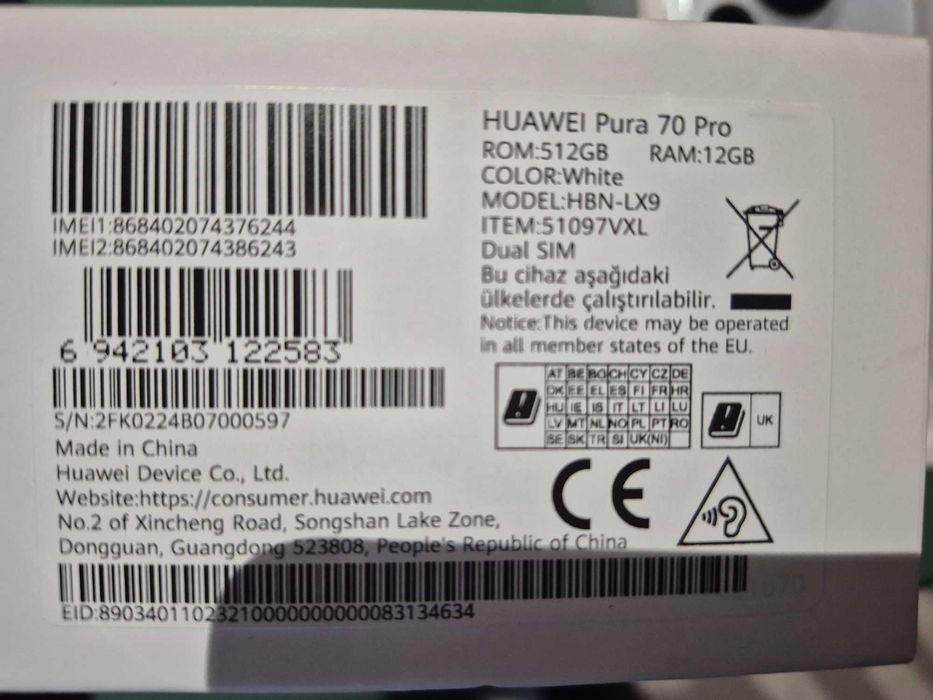 IMEI1:868402074376244
IMEI2:868402074386243
6 942103 122583
S/N:2FK0224B07000597
Made in China
Huawei Device Co., Ltd.
Website:https://consumer.huawei.com
No.2 of Xincheng Road, Songshan Lake Zone,
Dongguan, Guangdong 523808, People's Republic of China
EID:89034011023210000000000083134634
HUAWEI Pura 70 Pro
ROM:512GB RAM:12GB
COLOR:White
MODEL:HBN-LX9
ITEM:51097VXL
Dual SIM
Bu cihaz aşağıdaki
ülkelerde çalıştırılabilir.
Notice:This device may be operated
in all member states of the EU.
AT BE BG CH CY CZ DE
DK EE EL ES FI FR HR
HU IE IS IT LT LI LU
LV MT NL NO PL PT RO
SE SK TR SI UK(NI)
UK
CE